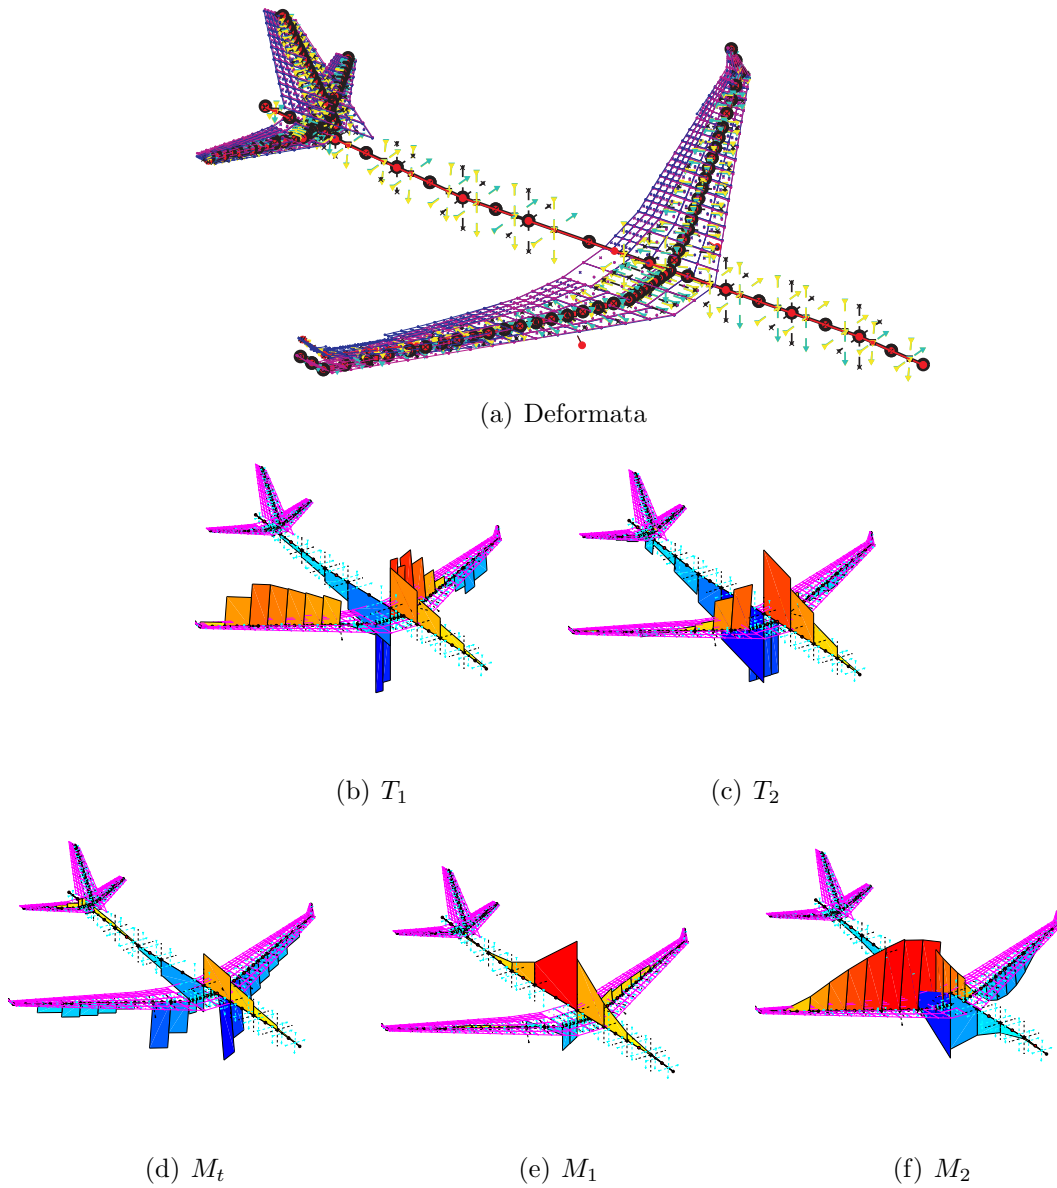 (a) Deformata
(b) T₁
(c) T₂
(d) Mₜ
(e) M₁
(f) M₂